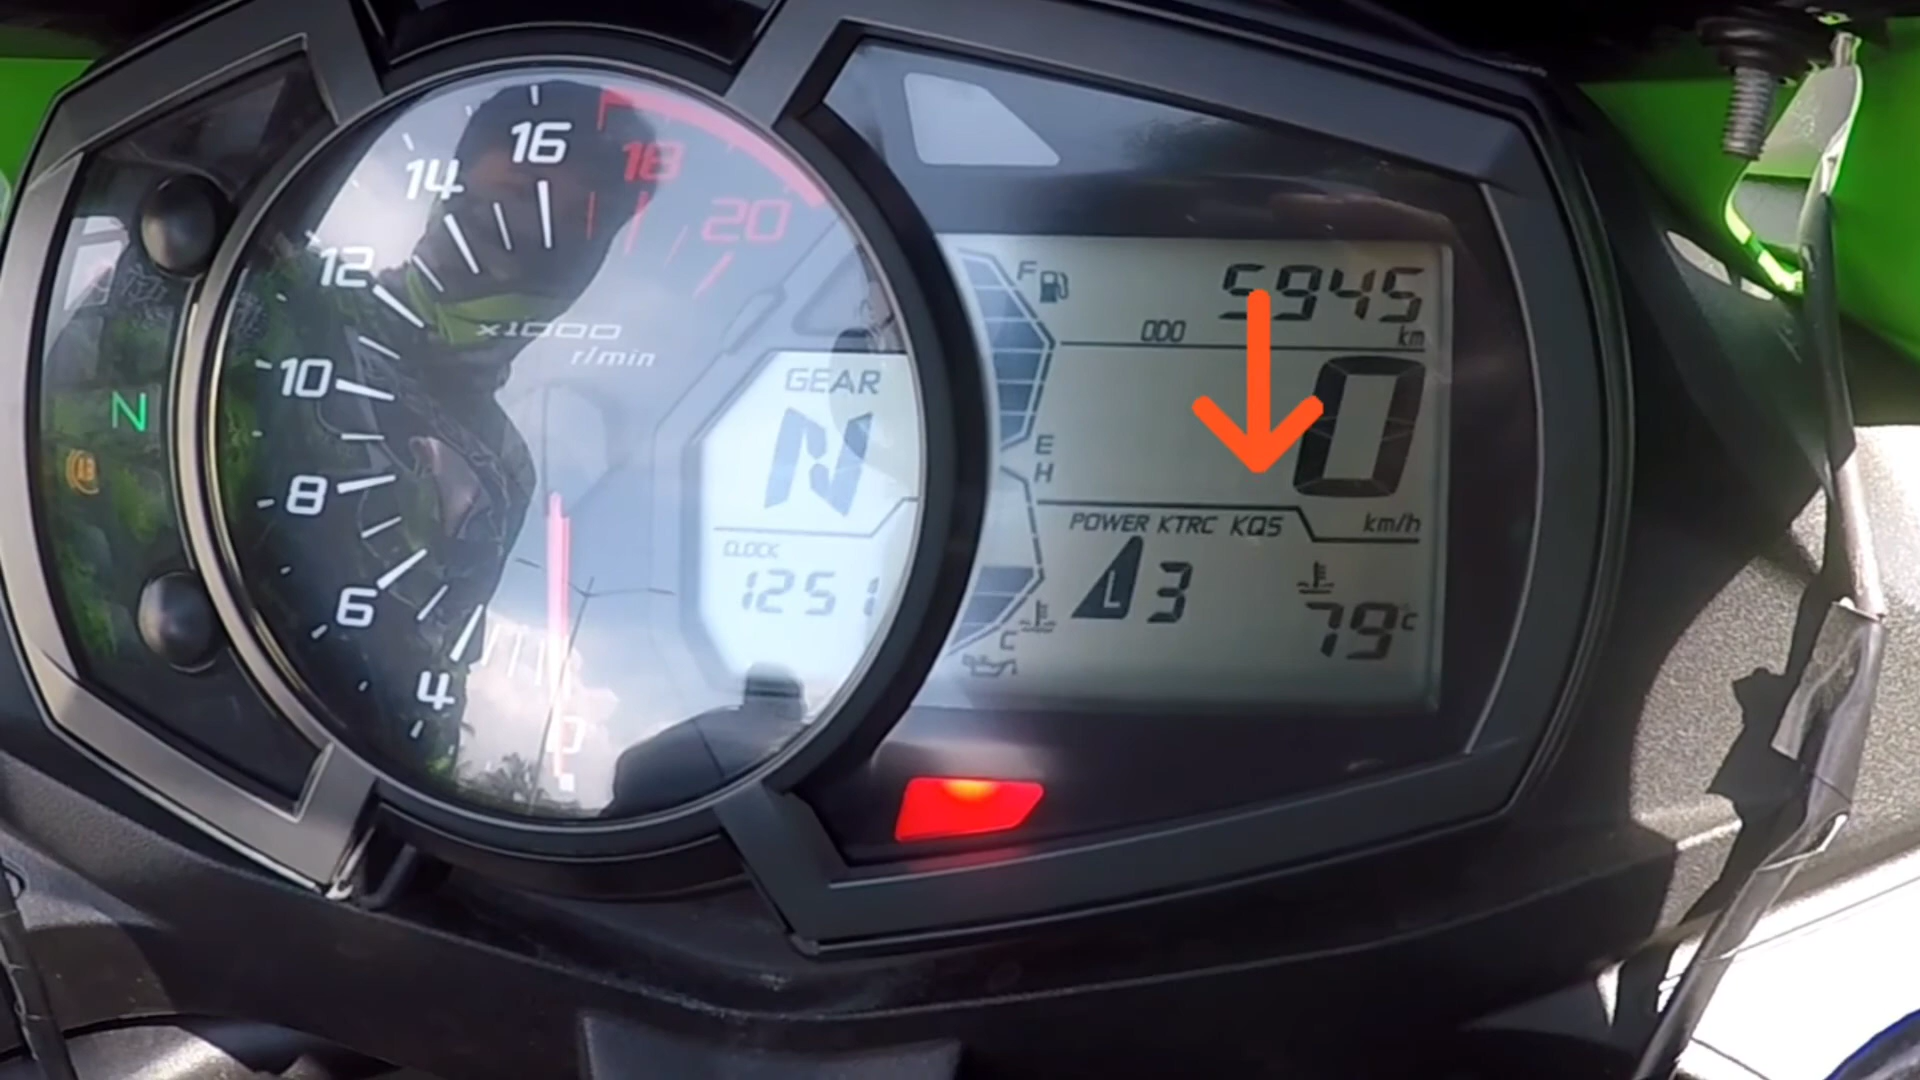 16
14
18
20
12
x1000
r/min
10
8
6
4
0
N
GEAR
N
CLOCK
12 51
F
5945
ODO
km
0
E
H
POWER KTRC KQS
km/h
L 3
79°C
C